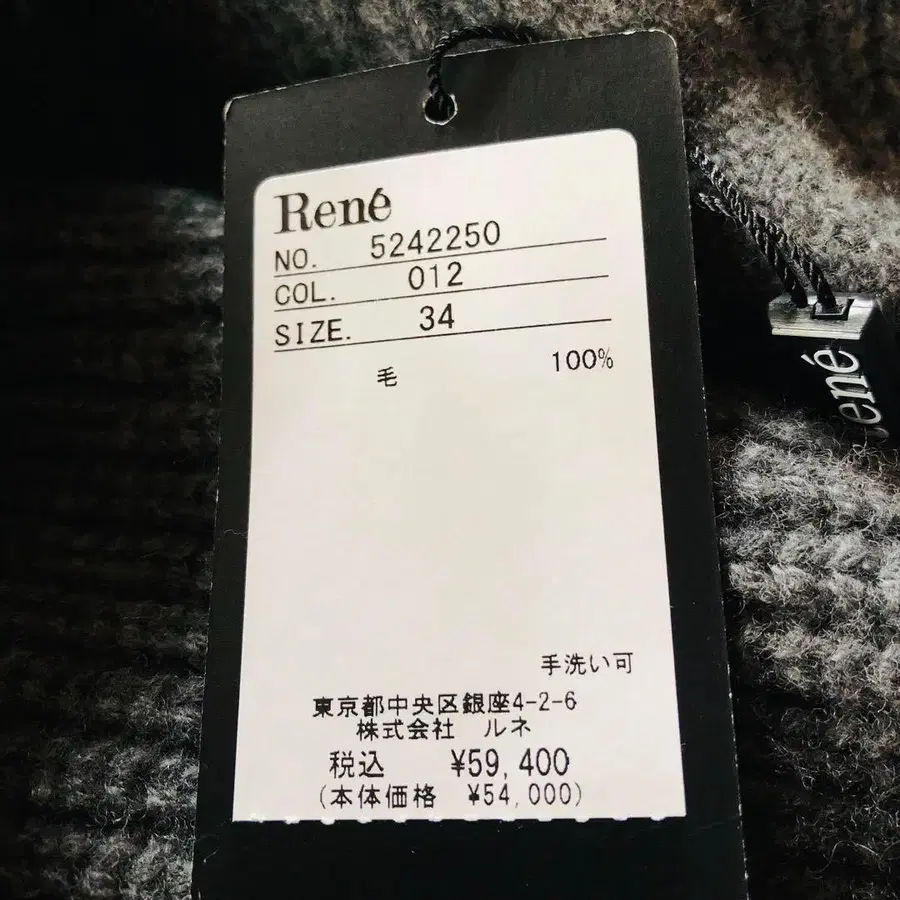 René
NO. 5242250
COL. 012
SIZE. 34
毛 100%
手洗い可
東京都中央区銀座4-2-6
株式会社 ルネ
税込 ¥59,400
(本体価格 ¥54,000)
ené